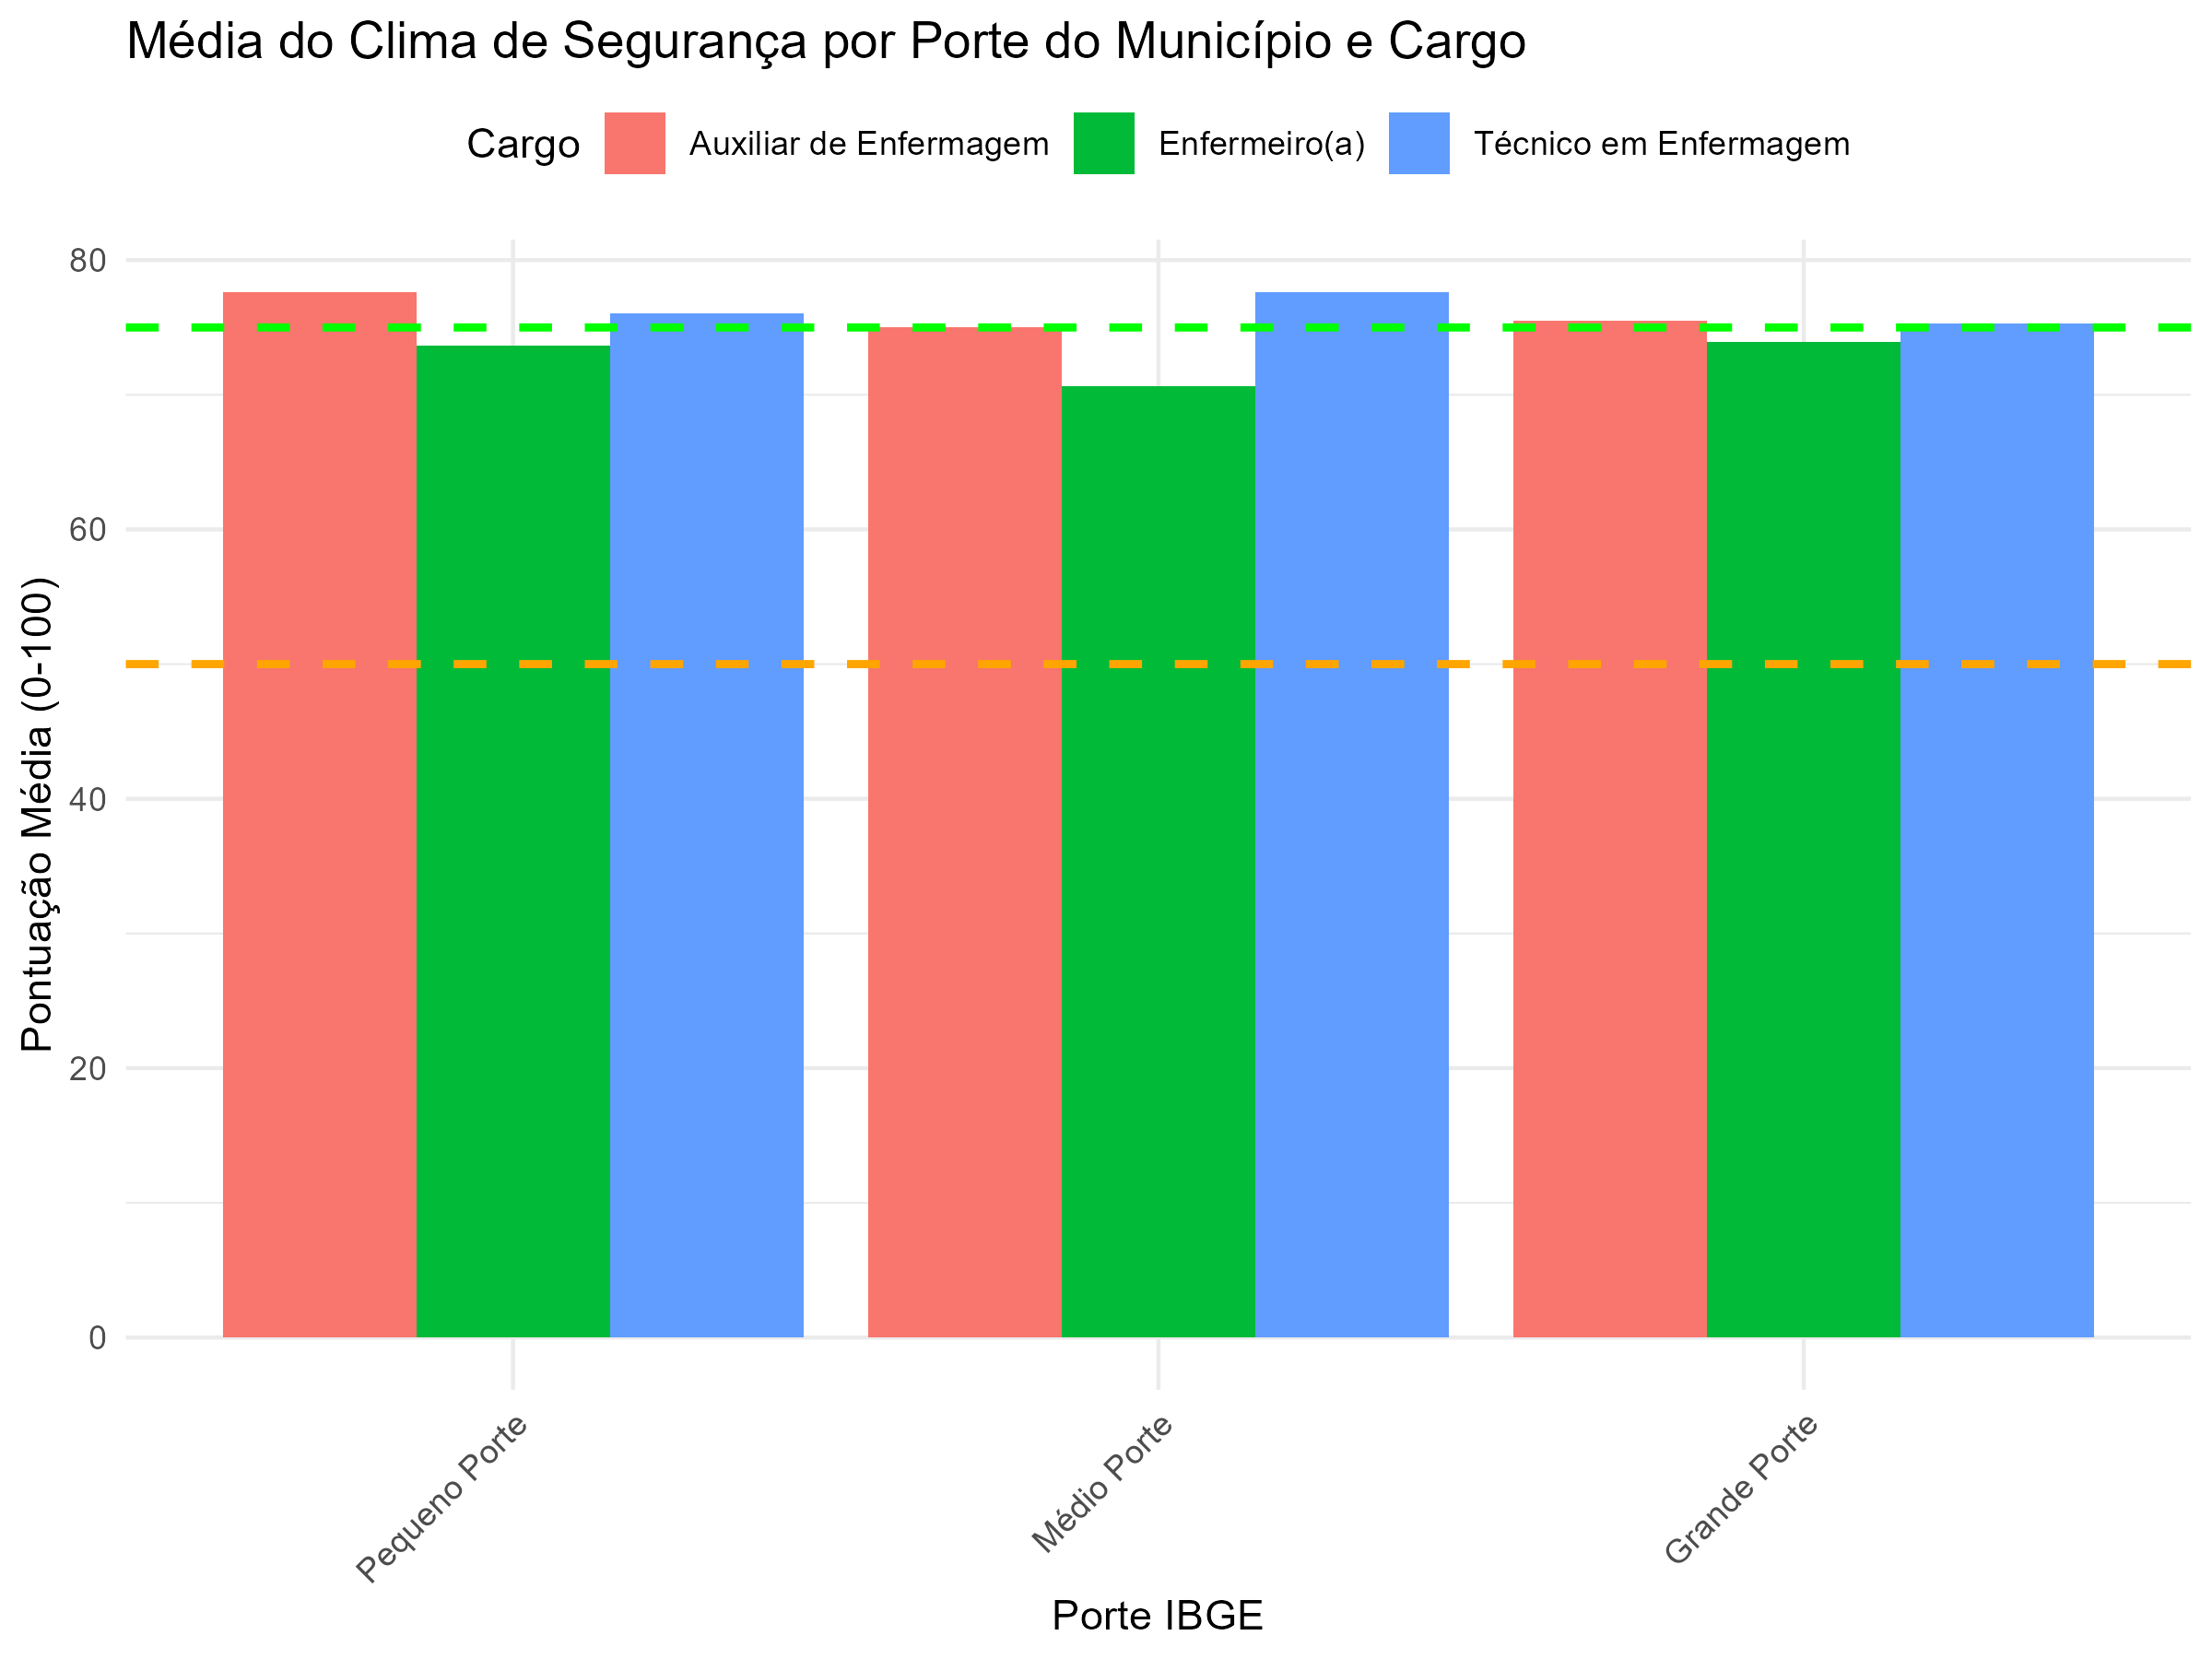 Média do Clima de Segurança por Porte do Município e Cargo
Cargo
Auxiliar de Enfermagem
Enfermeiro(a)
Técnico em Enfermagem
Pontuação Média (0-100)
80
60
40
20
0
Pequeno Porte
Médio Porte
Grande Porte
Porte IBGE